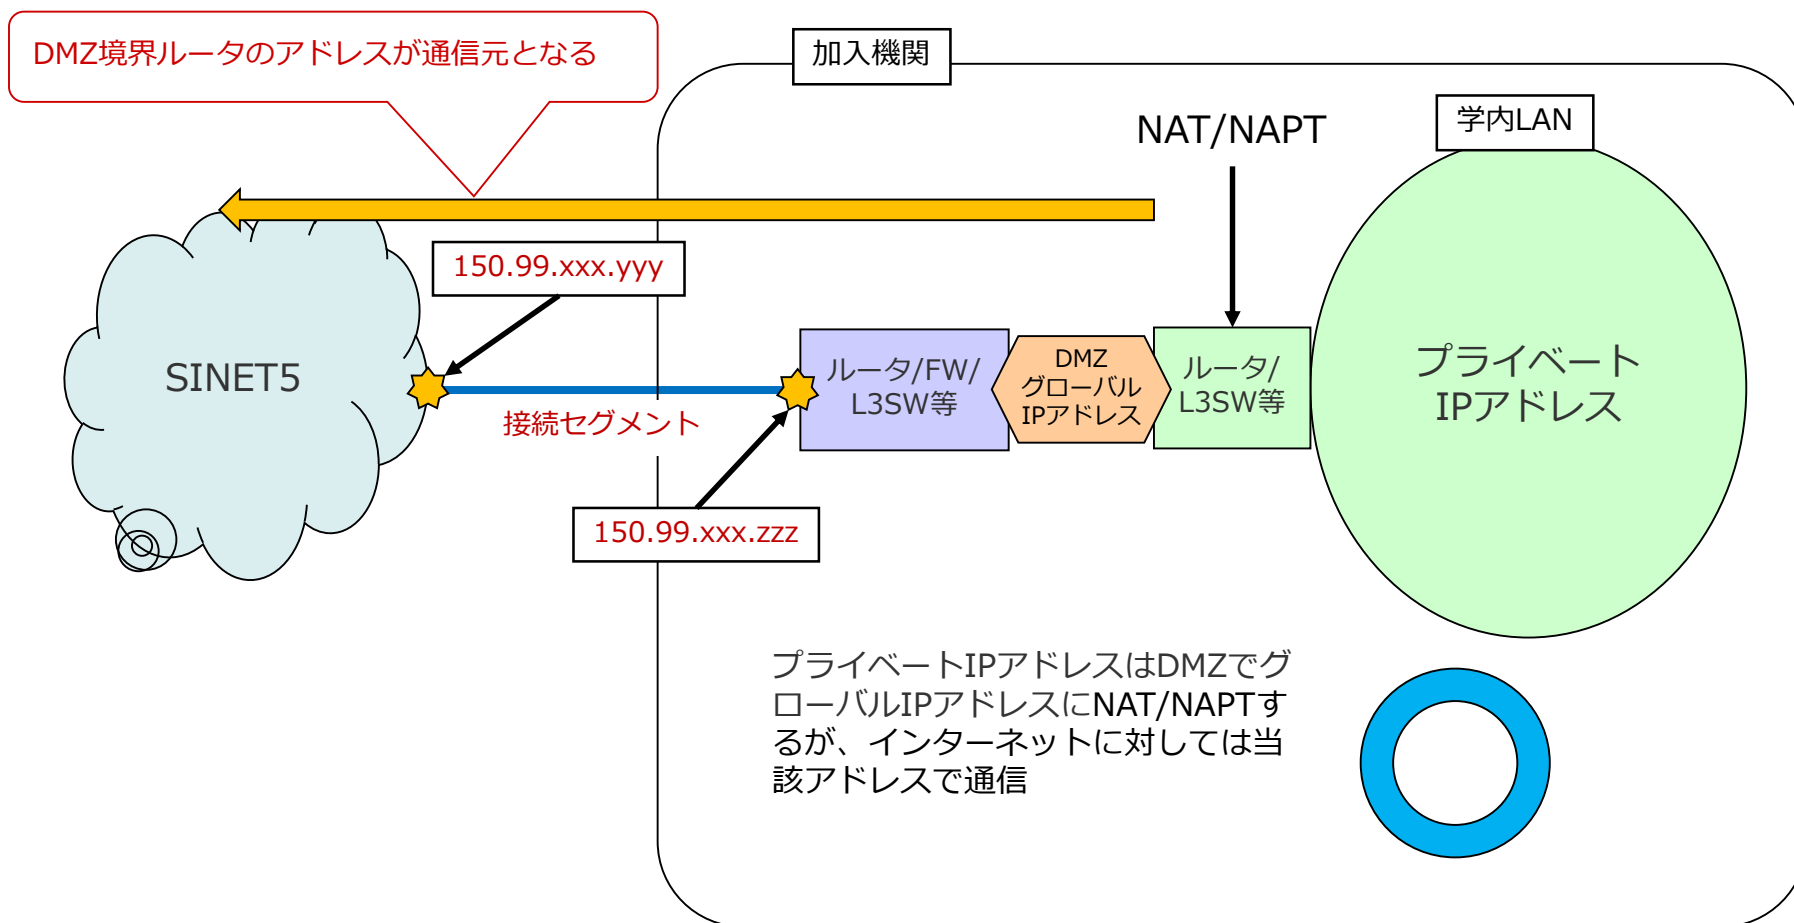 DMZ境界ルータのアドレスが通信元となる
加入機関
NAT/NAPT
学内LAN
150.99.xxx.yyy
SINET5
接続セグメント
ルータ/FW/
L3SW等
DMZ
グローバル
IPアドレス
ルータ/
L3SW等
プライベート
IPアドレス
150.99.xxx.zzz
プライベートIPアドレスはDMZでグ
ローバルIPアドレスにNAT/NAPTす
るが、インターネットに対しては当
該アドレスで通信